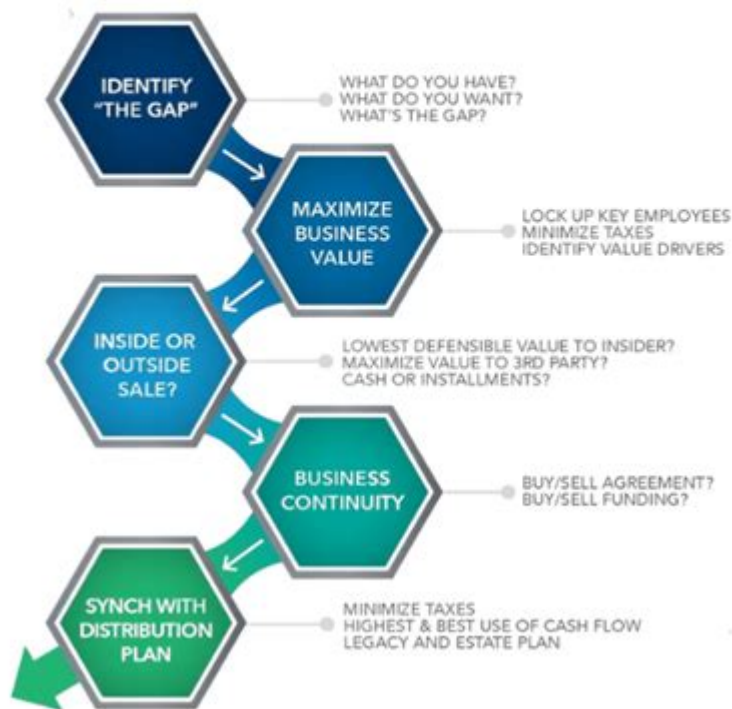 IDENTIFY
"THE GAP"
WHAT DO YOU HAVE?
WHAT DO YOU WANT?
WHAT'S THE GAP?
MAXIMIZE
BUSINESS
VALUE
LOCK UP KEY EMPLOYEES
MINIMIZE TAXES
IDENTIFY VALUE DRIVERS
INSIDE OR
OUTSIDE
SALE?
LOWEST DEFENSIBLE VALUE TO INSIDER?
MAXIMIZE VALUE TO 3RD PARTY?
CASH OR INSTALLMENTS?
BUSINESS
CONTINUITY
BUY/SELL AGREEMENT?
BUY/SELL FUNDING?
SYNCH WITH
DISTRIBUTION
PLAN
MINIMIZE TAXES
HIGHEST & BEST USE OF CASH FLOW
LEGACY AND ESTATE PLAN